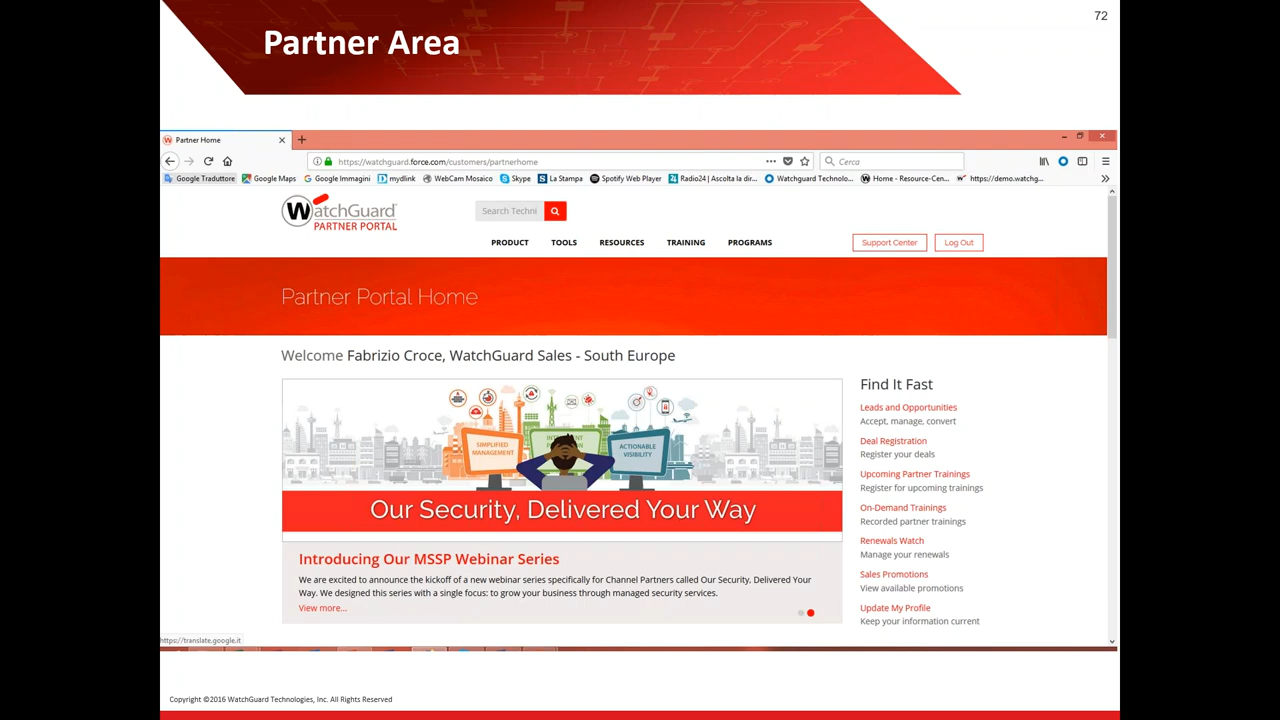 72
Partner Area
Partner Home
https://watchguard.force.com/customers/partnerhome
Cerca
Google Traduttore
Google Maps
Google Immagini
mydlink
WebCam Mosaico
Skype
La Stampa
Spotify Web Player
Radio24 | Ascolta la dir...
Watchguard Technolo...
Home - Resource-Cen...
https://demo.watchg...
WatchGuard
PARTNER PORTAL
Search Techni
PRODUCT
TOOLS
RESOURCES
TRAINING
PROGRAMS
Support Center
Log Out
Partner Portal Home
Welcome Fabrizio Croce, WatchGuard Sales - South Europe
SIMPLIFIED
MANAGEMENT
ACTIONABLE
VISIBILITY
Our Security, Delivered Your Way
Introducing Our MSSP Webinar Series
We are excited to announce the kickoff of a new webinar series specifically for Channel Partners called Our Security, Delivered Your
Way. We designed this series with a single focus: to grow your business through managed security services.
View more...
Find It Fast
Leads and Opportunities
Accept, manage, convert
Deal Registration
Register your deals
Upcoming Partner Trainings
Register for upcoming trainings
On-Demand Trainings
Recorded partner trainings
Renewals Watch
Manage your renewals
Sales Promotions
View available promotions
Update My Profile
Keep your information current
https://translate.google.it
Copyright ©2016 WatchGuard Technologies, Inc. All Rights Reserved